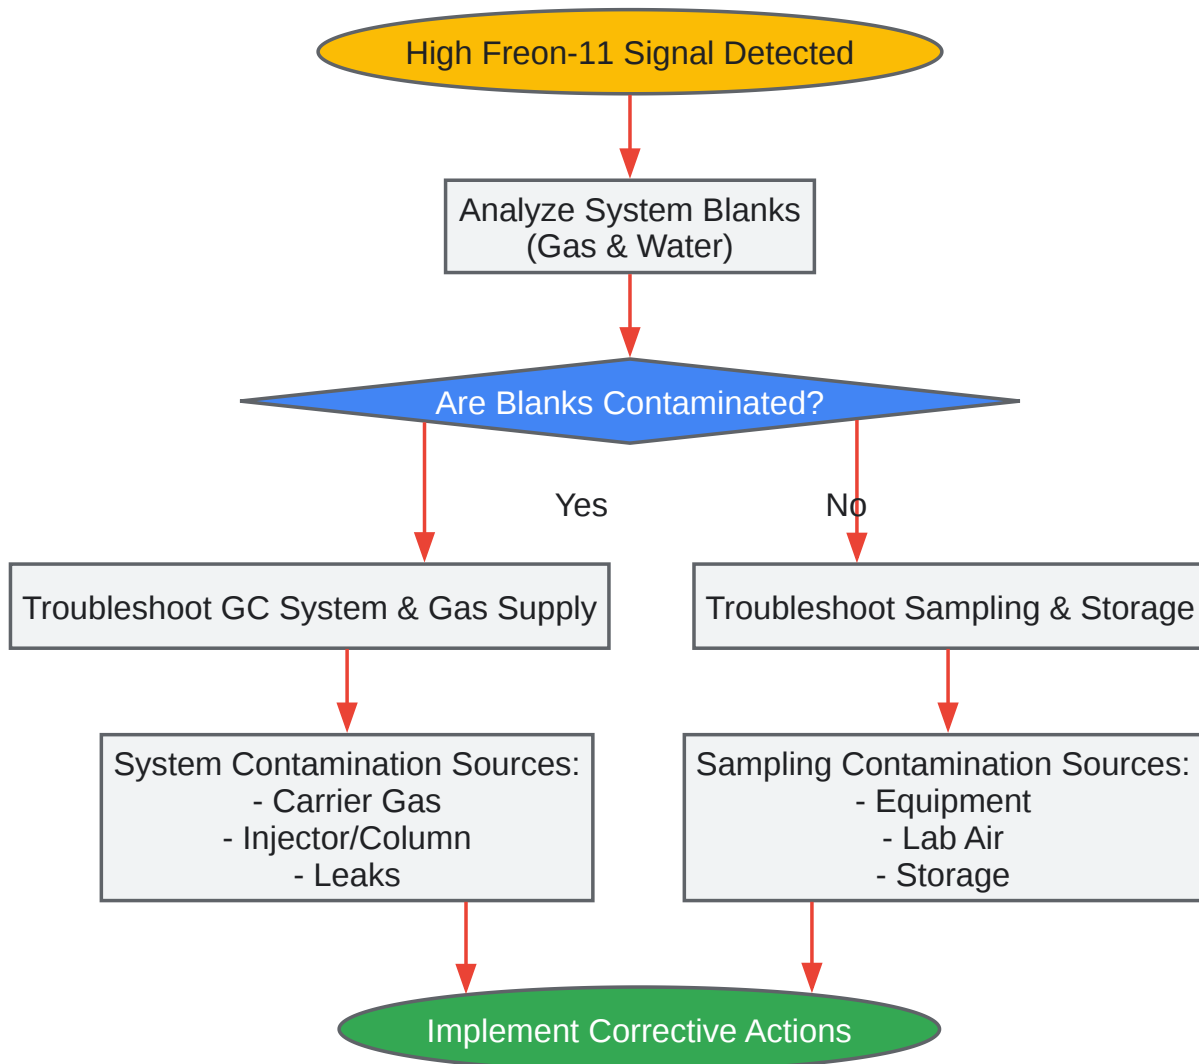 High Freon-11 Signal Detected
Analyze System Blanks
(Gas & Water)
Are Blanks Contaminated?
Yes
No
Troubleshoot GC System & Gas Supply
Troubleshoot Sampling & Storage
System Contamination Sources:
- Carrier Gas
- Injector/Column
- Leaks
Sampling Contamination Sources:
- Equipment
- Lab Air
- Storage
Implement Corrective Actions